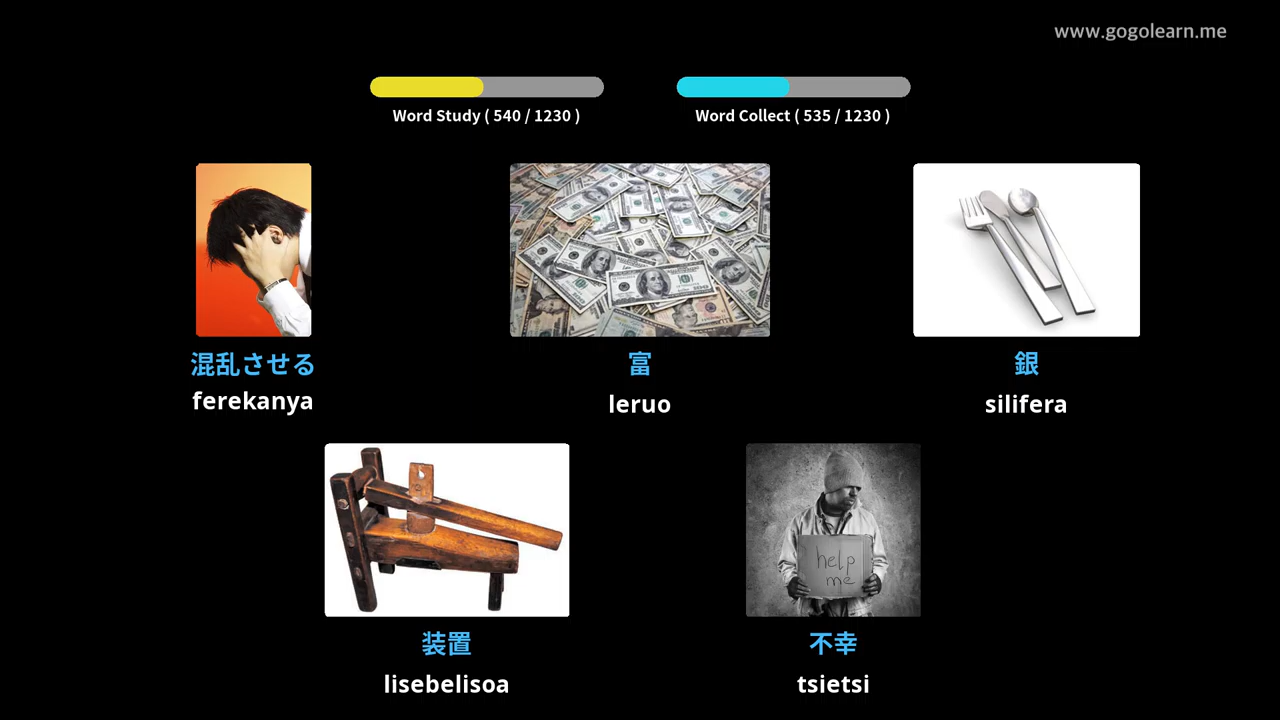 www.gogolearn.me
Word Study ( 540 / 1230 )
Word Collect ( 535 / 1230 )
混乱させる
ferekanya
富
leruo
銀
silifera
help
me
装置
lisebelisoa
不幸
tsietsi